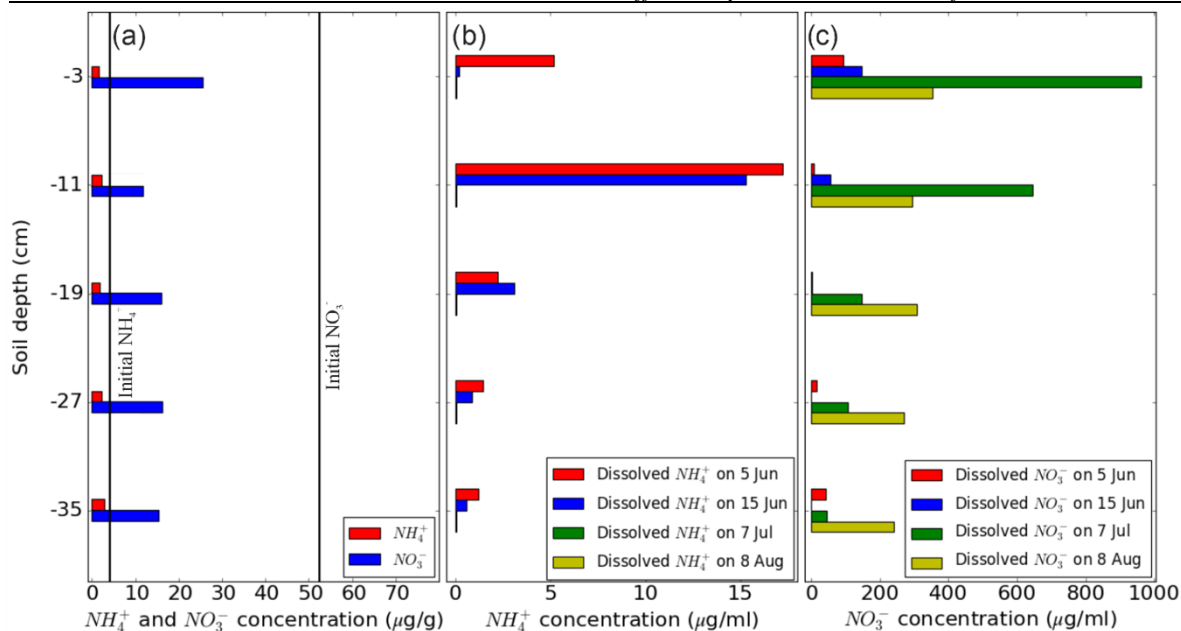 (a)
(b)
(c)
Soil depth (cm)
-3
-11
-19
-27
-35
Initial NH₄⁻
Initial NO₃⁻
NH₄⁺
NO₃⁻
0 10 20 30 40 50 60 70 80
NH₄⁺ and NO₃⁻ concentration (μg/g)
Dissolved NH₄⁺ on 5 Jun
Dissolved NH₄⁺ on 15 Jun
Dissolved NH₄⁺ on 7 Jul
Dissolved NH₄⁺ on 8 Aug
0 5 10 15
NH₄⁺ concentration (μg/ml)
Dissolved NO₃⁻ on 5 Jun
Dissolved NO₃⁻ on 15 Jun
Dissolved NO₃⁻ on 7 Jul
Dissolved NO₃⁻ on 8 Aug
0 200 400 600 800 1000
NO₃⁻ concentration (μg/ml)